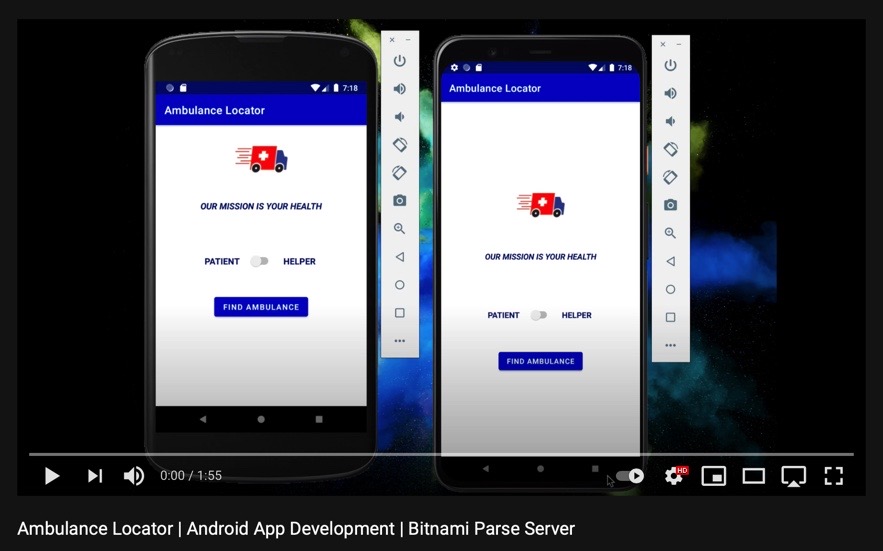 7:18
Ambulance Locator
OUR MISSION IS YOUR HEALTH
PATIENT HELPER
FIND AMBULANCE
7:18
Ambulance Locator
OUR MISSION IS YOUR HEALTH
PATIENT HELPER
FIND AMBULANCE
0:00 / 1:55
HD
Ambulance Locator | Android App Development | Bitnami Parse Server